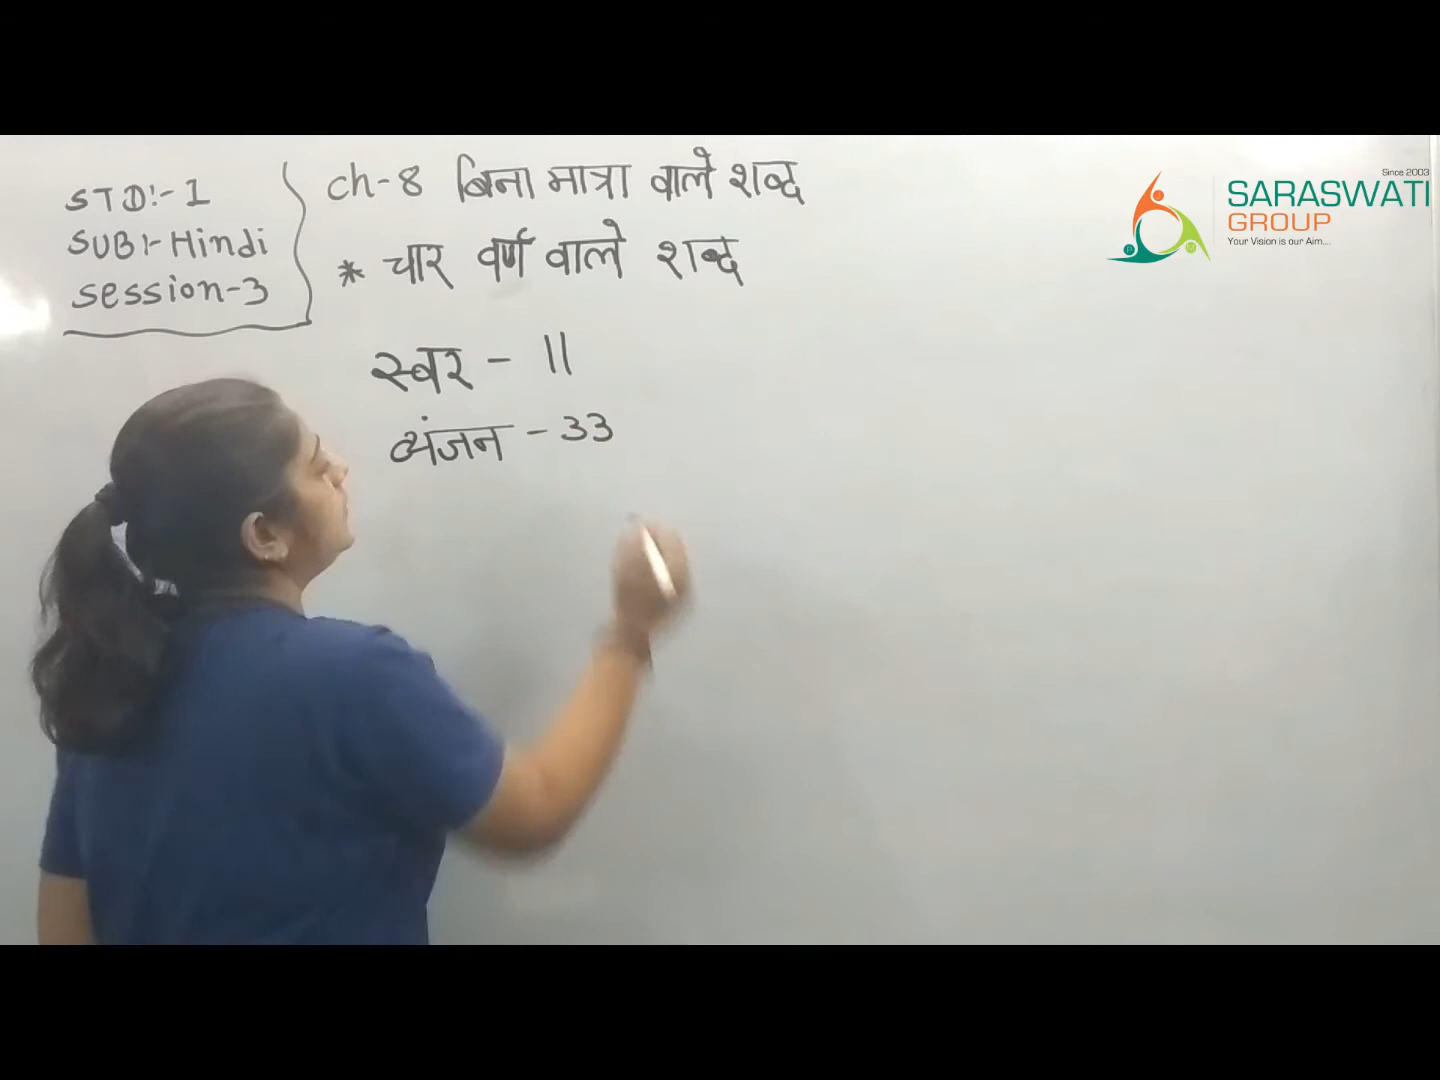 STD:-1
SUB:-Hindi
Session-3
ch-8 बिना मात्रा वाले शब्द
* चार वर्ण वाले शब्द
स्वर - 11
व्यंजन - 33
Since 2003
SARASWATI
GROUP
Your Vision is our Aim....